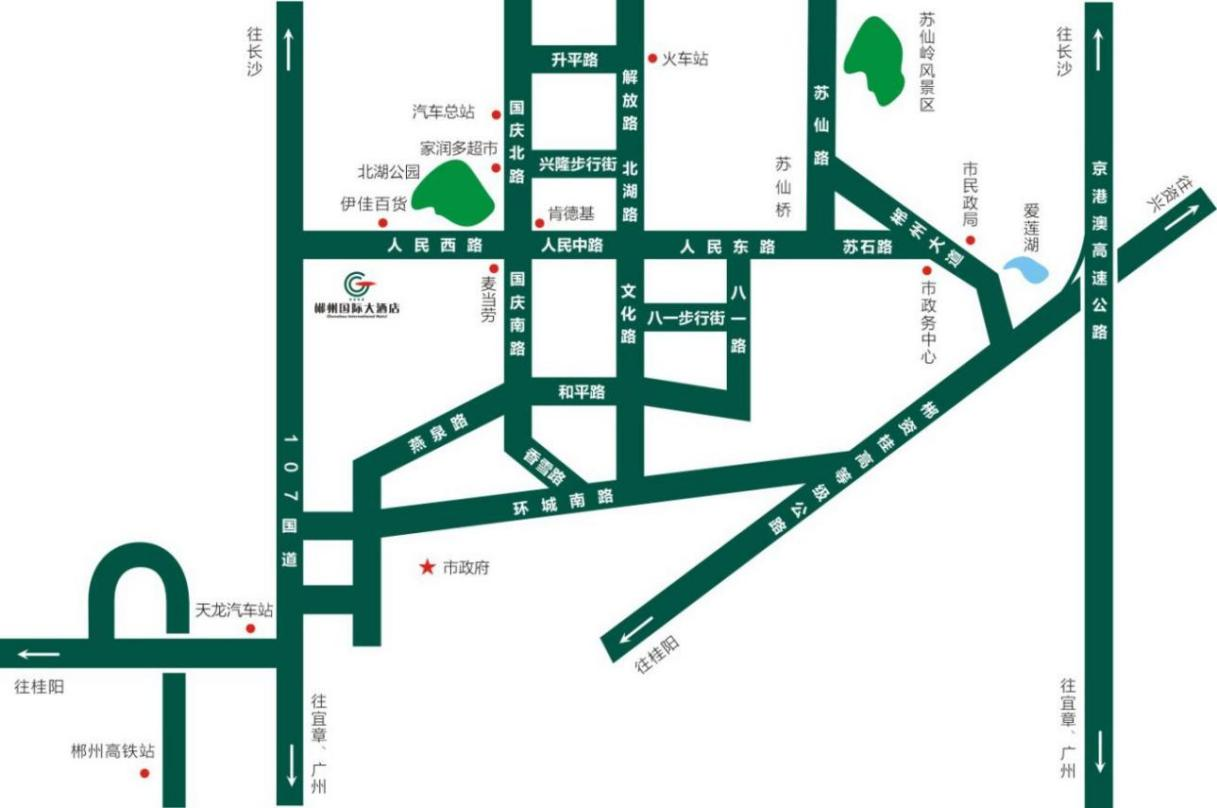 往长沙
升平路
火车站
解放路
苏仙岭风景区
往长沙
汽车总站
国庆北路
苏仙路
家润多超市
北湖公园
兴隆步行街
北湖路
苏仙桥
市民政局
京港澳高速公路
往资兴
伊佳百货
肯德基
郴州大道
爱莲湖
人民西路
人民中路
人民东路
苏石路
郴州国际大酒店
麦当劳
国庆南路
文化路
八一路
八一步行街
市政务中心
和平路
燕泉路
郴资桂高等级公路
107国道
香雪路
环城南路
市政府
天龙汽车站
往桂阳
往桂阳
往宜章、广州
往宜章、广州
郴州高铁站